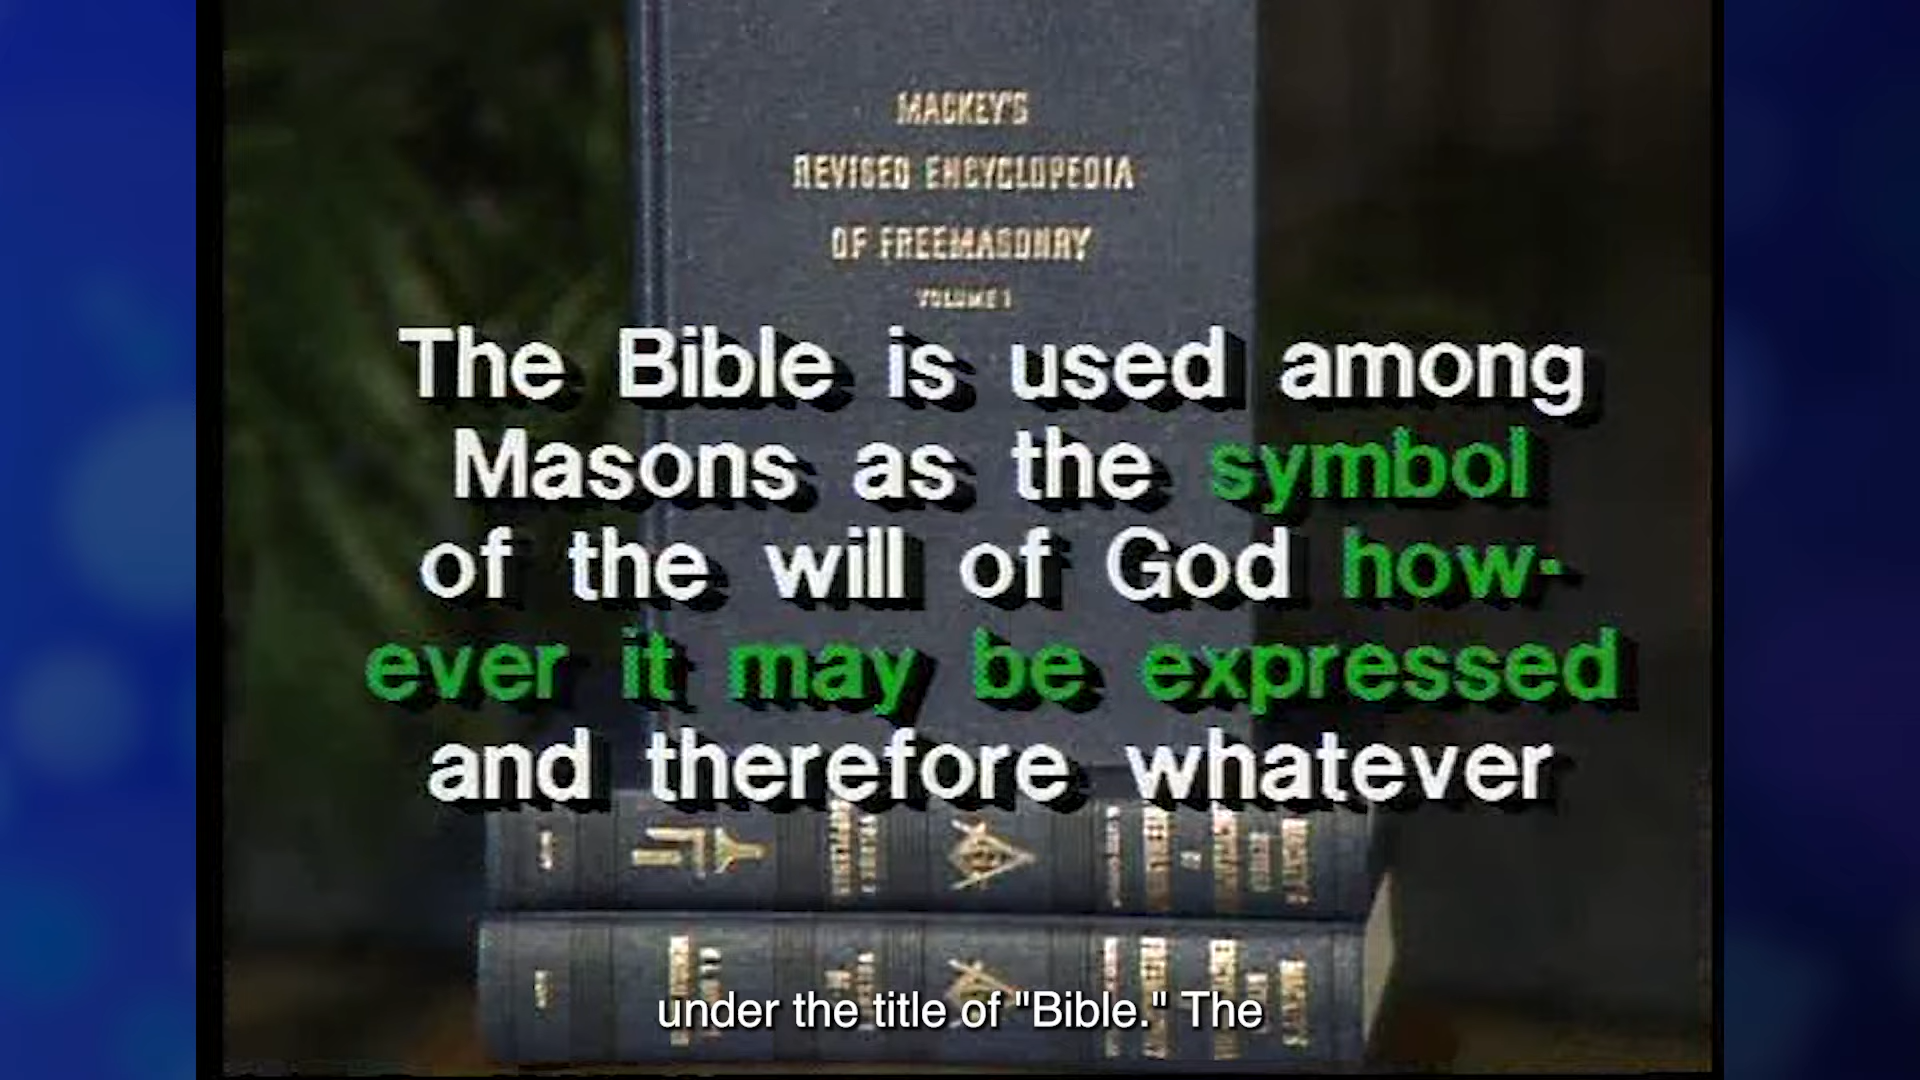 MACKEY'S
REVISED ENCYCLOPEDIA
OF FREEMASONRY
VOLUME 1
The Bible is used among
Masons as the symbol
of the will of God how-
ever it may be expressed
and therefore whatever
under the title of "Bible." The